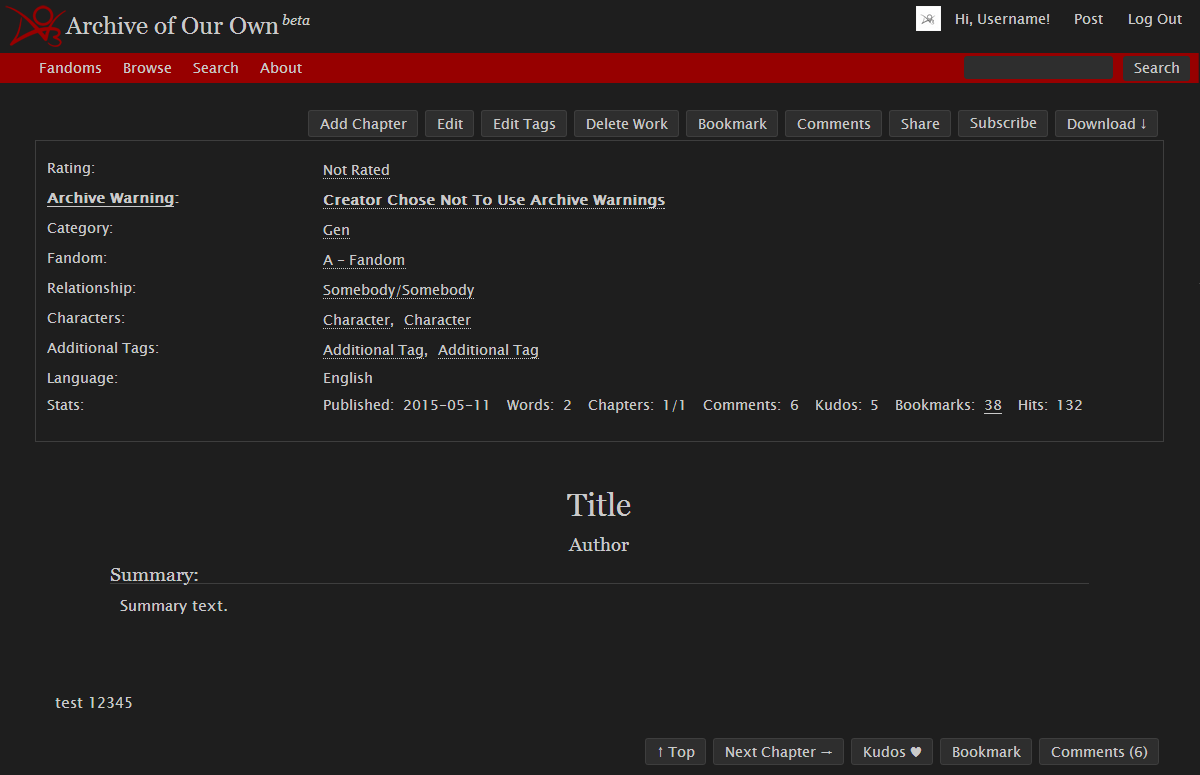 Archive of Our Own beta
Hi, Username! Post Log Out
Fandoms Browse Search About Search
Add Chapter Edit Edit Tags Delete Work Bookmark Comments Share Subscribe Download ↓
Rating: Not Rated
Archive Warning: Creator Chose Not To Use Archive Warnings
Category: Gen
Fandom: A - Fandom
Relationship: Somebody/Somebody
Characters: Character, Character
Additional Tags: Additional Tag, Additional Tag
Language: English
Stats: Published: 2015-05-11 Words: 2 Chapters: 1/1 Comments: 6 Kudos: 5 Bookmarks: 38 Hits: 132
Title
Author
Summary:
Summary text.
test 12345
↑ Top Next Chapter → Kudos ♥ Bookmark Comments (6)